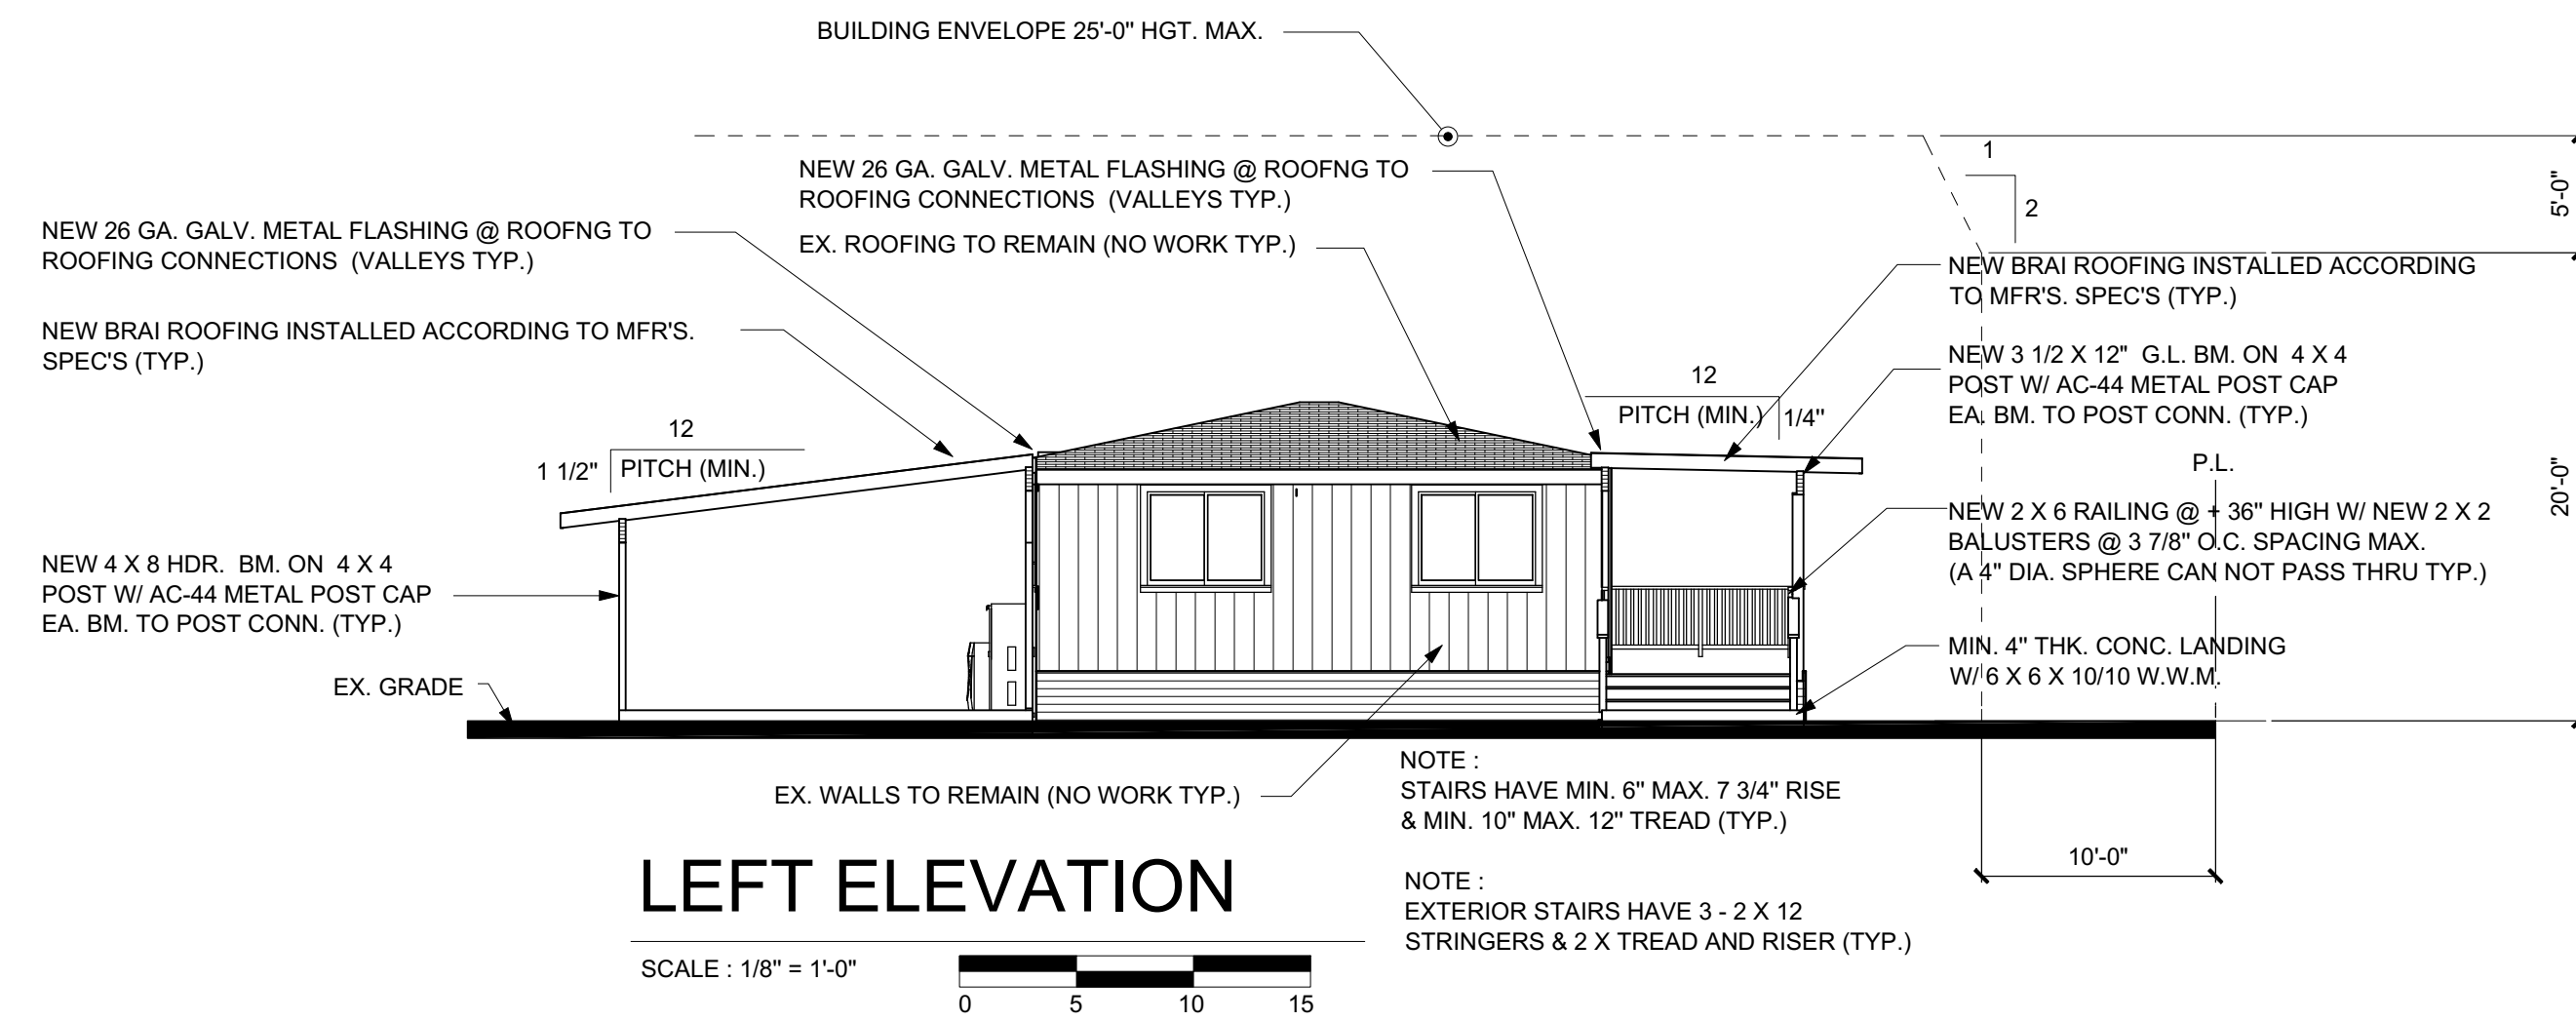 BUILDING ENVELOPE 25'-0" HGT. MAX.
1
2
5'-0"
NEW 26 GA. GALV. METAL FLASHING @ ROOFNG TO
ROOFING CONNECTIONS (VALLEYS TYP.)
EX. ROOFING TO REMAIN (NO WORK TYP.)
NEW 26 GA. GALV. METAL FLASHING @ ROOFNG TO
ROOFING CONNECTIONS (VALLEYS TYP.)
NEW BRAI ROOFING INSTALLED ACCORDING TO MFR'S.
SPEC'S (TYP.)
NEW BRAI ROOFING INSTALLED ACCORDING
TO MFR'S. SPEC'S (TYP.)
NEW 3 1/2 X 12" G.L. BM. ON 4 X 4
POST W/ AC-44 METAL POST CAP
EA. BM. TO POST CONN. (TYP.)
12
PITCH (MIN.)
1/4"
12
1 1/2"
PITCH (MIN.)
P.L.
20'-0"
NEW 2 X 6 RAILING @ + 36" HIGH W/ NEW 2 X 2
BALUSTERS @ 3 7/8" O.C. SPACING MAX.
(A 4" DIA. SPHERE CAN NOT PASS THRU TYP.)
NEW 4 X 8 HDR. BM. ON 4 X 4
POST W/ AC-44 METAL POST CAP
EA. BM. TO POST CONN. (TYP.)
MIN. 4" THK. CONC. LANDING
W/ 6 X 6 X 10/10 W.W.M.
EX. GRADE
EX. WALLS TO REMAIN (NO WORK TYP.)
NOTE :
STAIRS HAVE MIN. 6" MAX. 7 3/4" RISE
& MIN. 10" MAX. 12" TREAD (TYP.)
10'-0"
NOTE :
EXTERIOR STAIRS HAVE 3 - 2 X 12
STRINGERS & 2 X TREAD AND RISER (TYP.)
LEFT ELEVATION
SCALE : 1/8" = 1'-0"
0 5 10 15